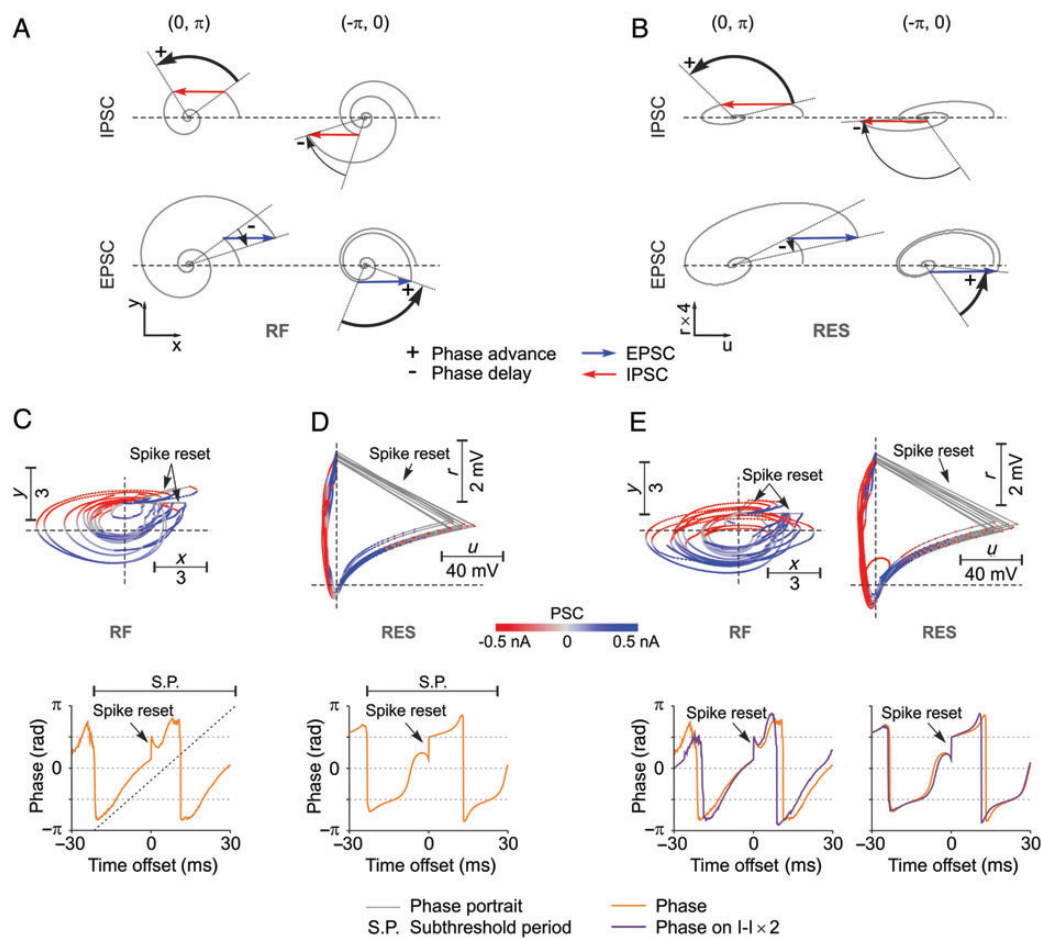 A
(0, π)
(-π, 0)
B
(0, π)
(-π, 0)
IPSC
+
-
IPSC
+
-
EPSC
-
+
EPSC
-
+
y
x
RF
r × 4
u
RES
+ Phase advance
- Phase delay
EPSC
IPSC
C
D
E
Spike reset
y
3
x
3
RF
Spike reset
r
2 mV
u
40 mV
RES
Spike reset
y
3
x
3
RF
Spike reset
r
2 mV
u
40 mV
RES
PSC
-0.5 nA
0
0.5 nA
S.P.
Spike reset
Phase (rad)
π
0
-π
-30
0
30
Time offset (ms)
S.P.
Spike reset
Phase (rad)
π
0
-π
-30
0
30
Time offset (ms)
Spike reset
Phase (rad)
π
0
-π
-30
0
30
Time offset (ms)
Spike reset
π
0
-π
-30
0
30
Time offset (ms)
Phase portrait
S.P. Subthreshold period
Phase
Phase on I-I × 2